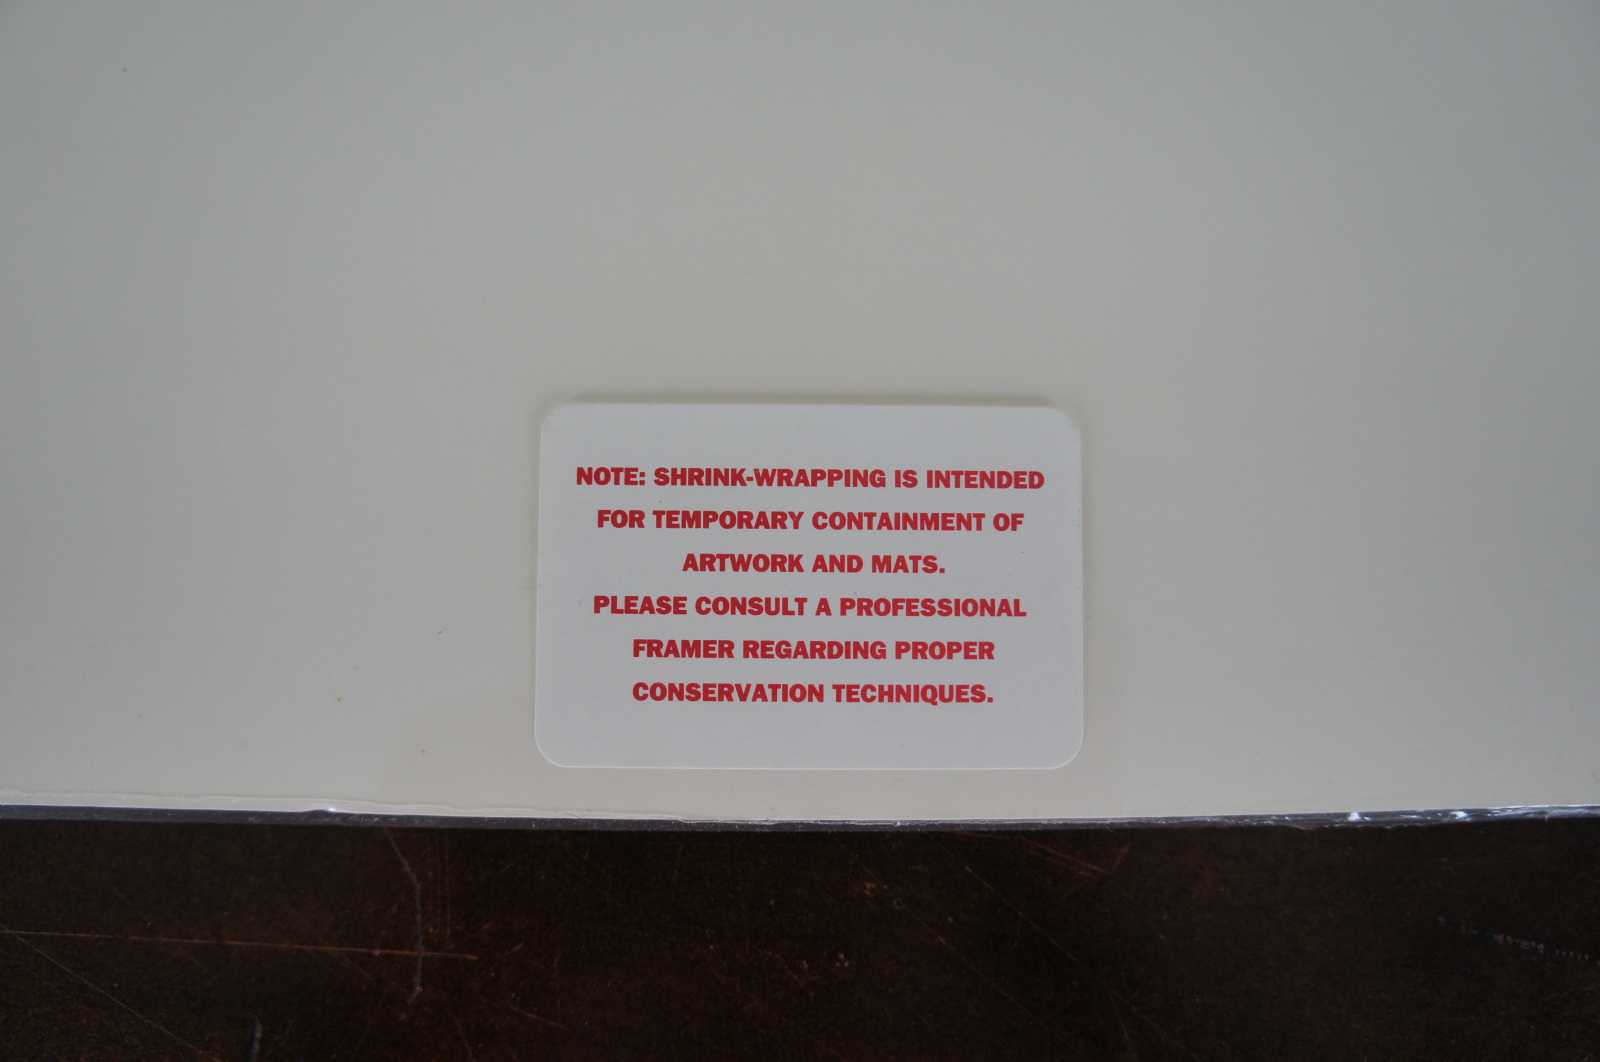 NOTE: SHRINK-WRAPPING IS INTENDED
FOR TEMPORARY CONTAINMENT OF
ARTWORK AND MATS.
PLEASE CONSULT A PROFESSIONAL
FRAMER REGARDING PROPER
CONSERVATION TECHNIQUES.